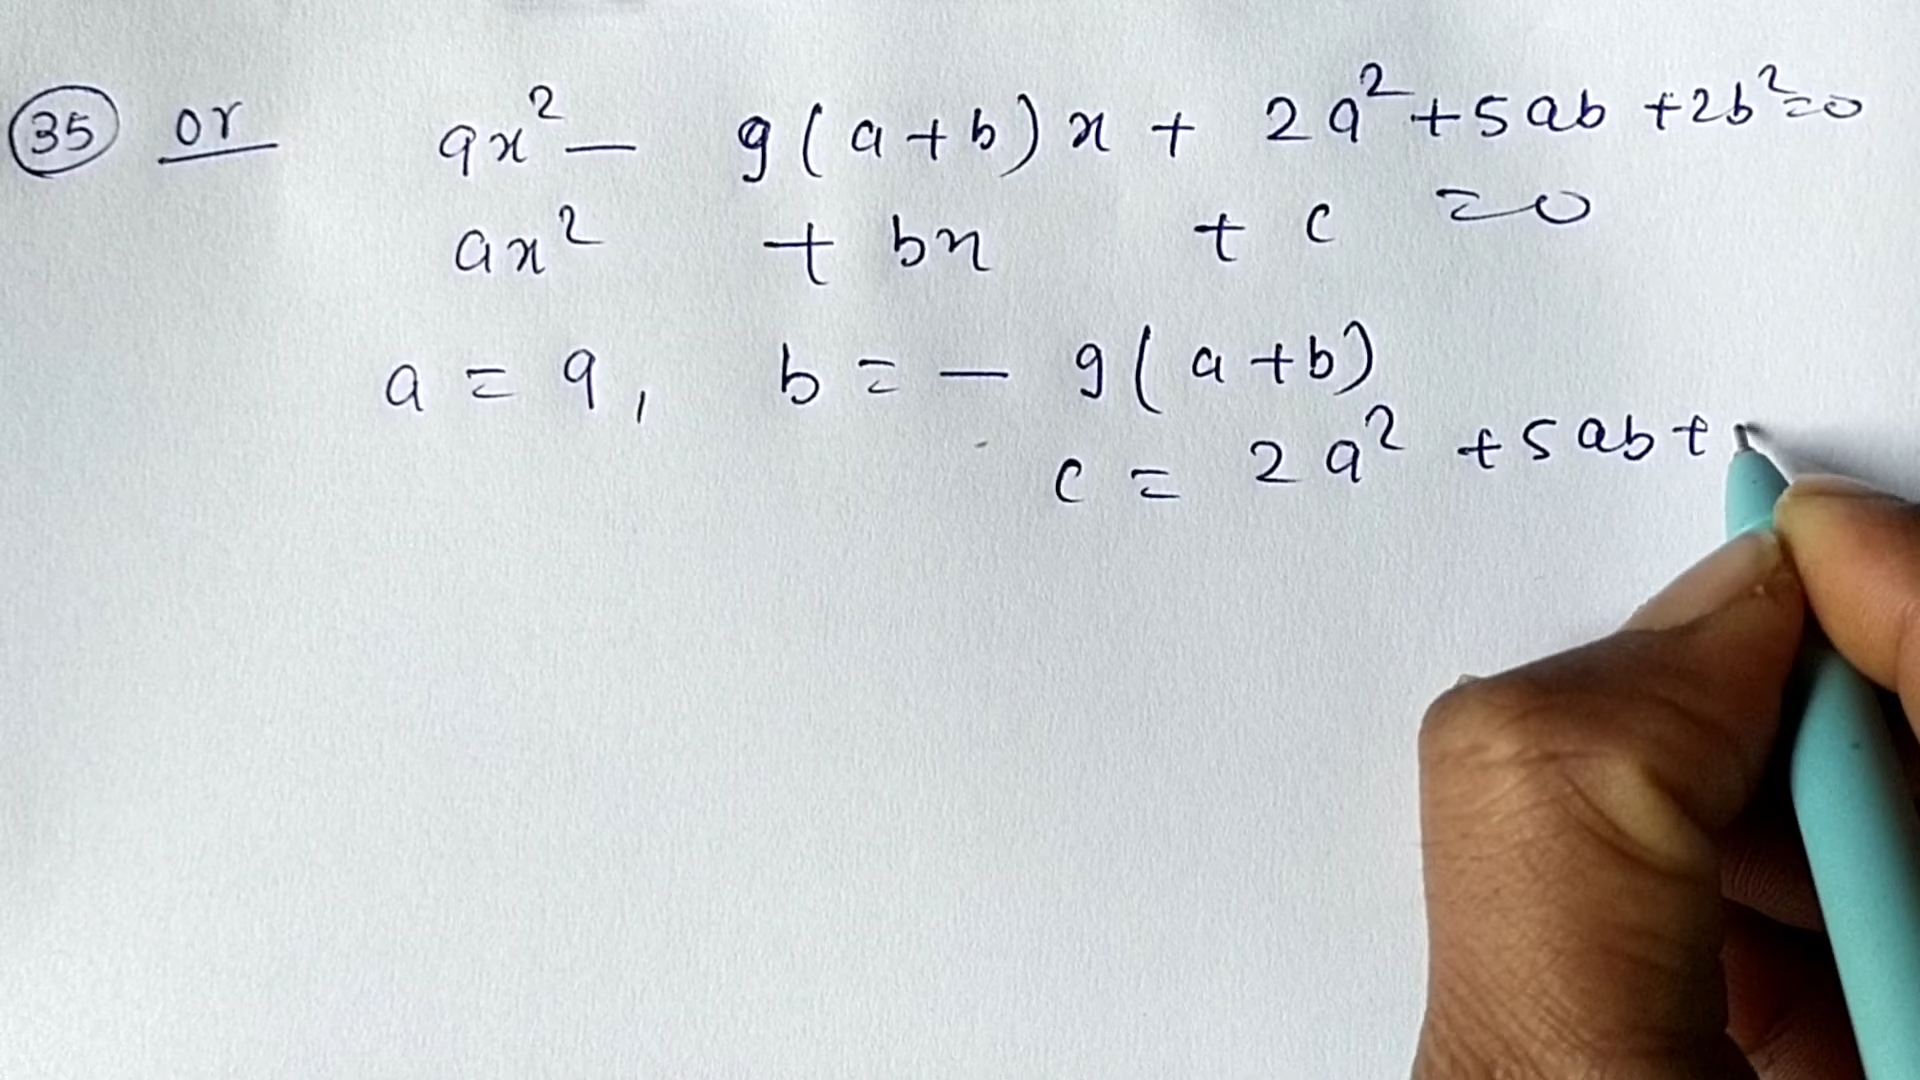 35 or 9x² - 9(a+b)x + 2a²+5ab+2b²=0
ax² + bx + c =0
a = 9, b = - 9(a+b)
c = 2a² +5ab+